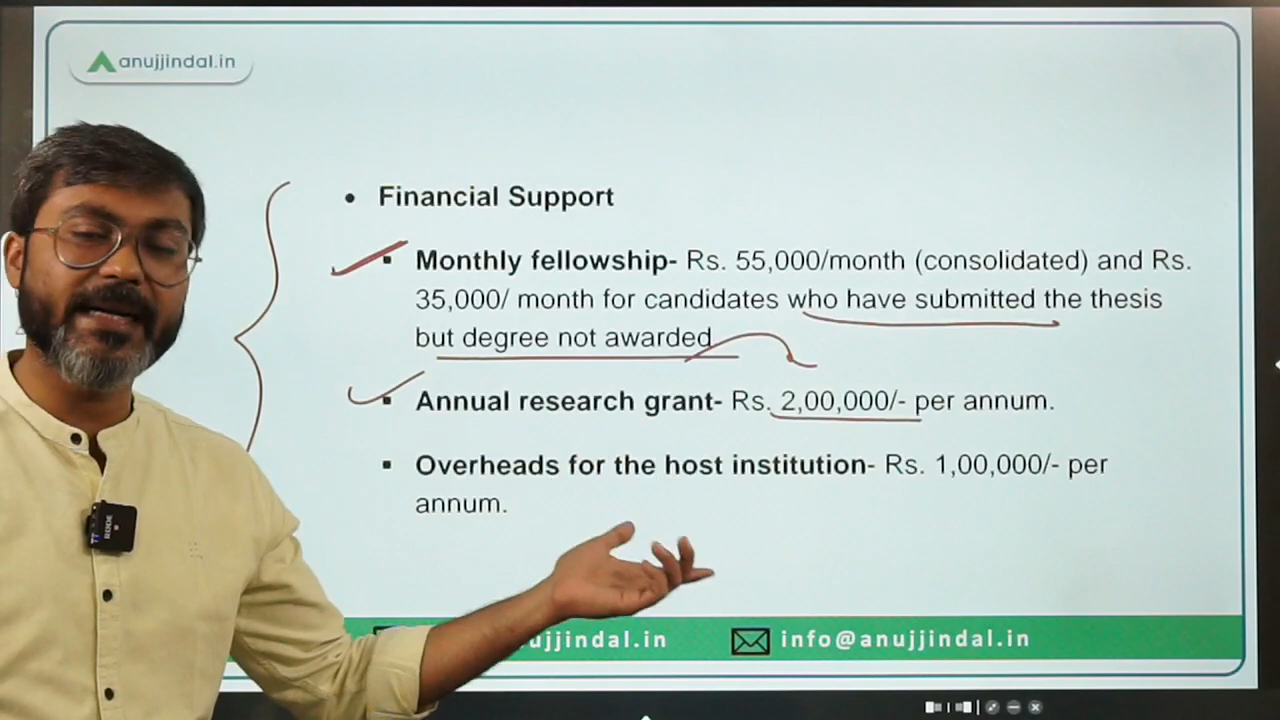 anujjindal.in
• Financial Support
▪ Monthly fellowship- Rs. 55,000/month (consolidated) and Rs.
35,000/ month for candidates who have submitted the thesis
but degree not awarded
▪ Annual research grant- Rs. 2,00,000/- per annum.
▪ Overheads for the host institution- Rs. 1,00,000/- per
annum.
ujjindal.in info@anujjindal.in
RODE